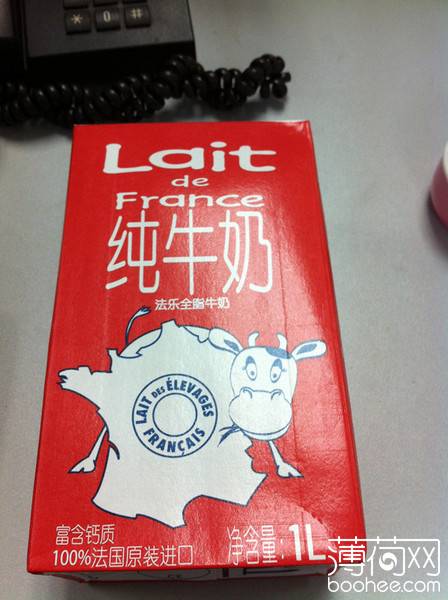 * 0 #
Lait
de
France
纯牛奶
法乐全脂牛奶
LAIT DES ÉLEVAGES
FRANÇAIS
富含钙质
100%法国原装进口
净含量:1L
薄荷网
boohee.com